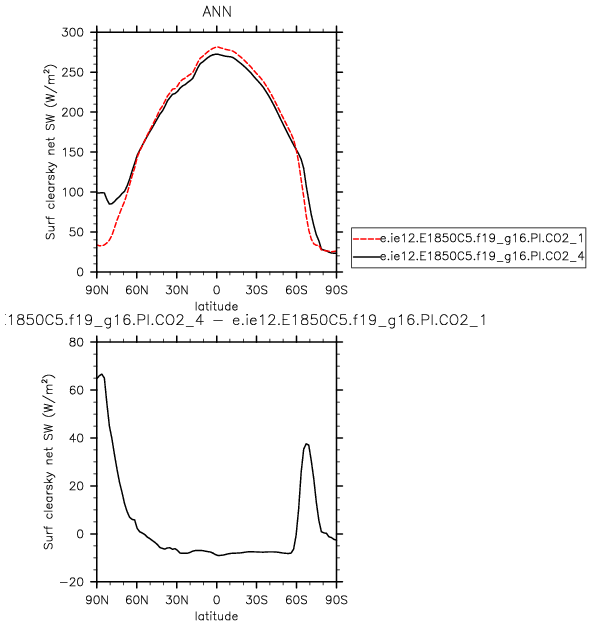 ANN
300
250
200
150
100
50
0
Surf clearsky net SW (W/m²)
90N 60N 30N 0 30S 60S 90S
latitude
e.ie12.E1850C5.f19_g16.PI.CO2_1
e.ie12.E1850C5.f19_g16.PI.CO2_4
.1850C5.f19_g16.PI.CO2_4 − e.ie12.E1850C5.f19_g16.PI.CO2_1
80
60
40
20
0
−20
Surf clearsky net SW (W/m²)
90N 60N 30N 0 30S 60S 90S
latitude